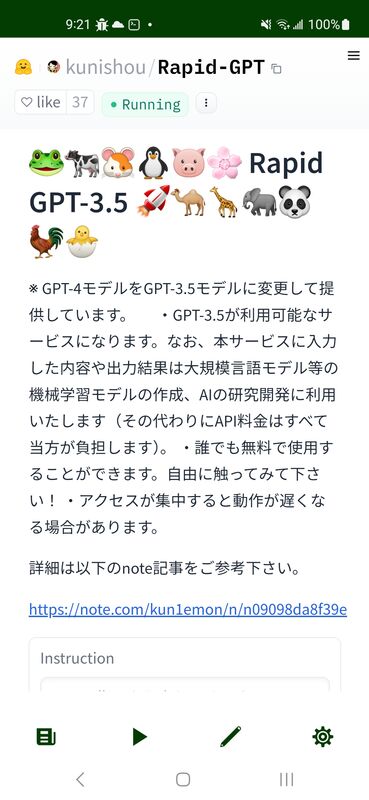 9:21 100%
kunishou/Rapid-GPT
like 37 Running
Rapid
GPT-3.5
※ GPT-4モデルをGPT-3.5モデルに変更して提
供しています。 ・GPT-3.5が利用可能なサ
ービスになります。なお、本サービスに入力
した内容や出力結果は大規模言語モデル等の
機械学習モデルの作成、AIの研究開発に利用
いたします（その代わりにAPI料金はすべて
当方が負担します）。 ・誰でも無料で使用す
ることができます。自由に触ってみて下さ
い！ ・アクセスが集中すると動作が遅くな
る場合があります。
詳細は以下のnote記事をご参考下さい。
https://note.com/kun1emon/n/n09098da8f39e
Instruction